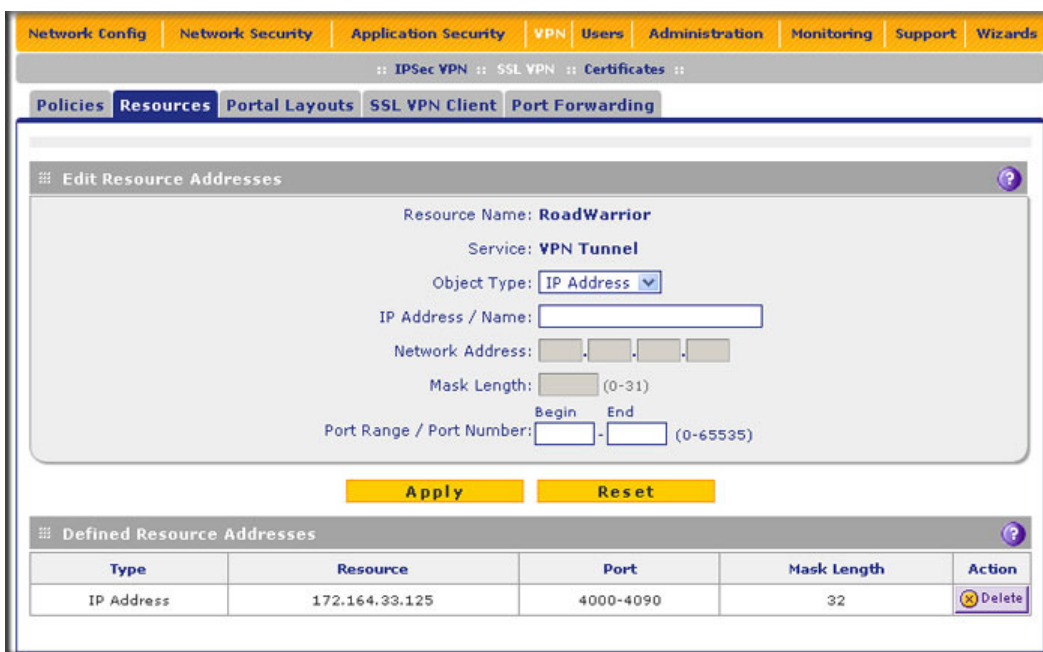 Network Config Network Security Application Security VPN Users Administration Monitoring Support Wizards
:: IPSec VPN :: SSL VPN :: Certificates ::
Policies Resources Portal Layouts SSL VPN Client Port Forwarding
Edit Resource Addresses ?
Resource Name: RoadWarrior
Service: VPN Tunnel
Object Type: IP Address
IP Address / Name:
Network Address: . . .
Mask Length: (0-31)
Begin End
Port Range / Port Number: - (0-65535)
Apply Reset
Defined Resource Addresses ?
Type Resource Port Mask Length Action
IP Address 172.164.33.125 4000-4090 32 Delete